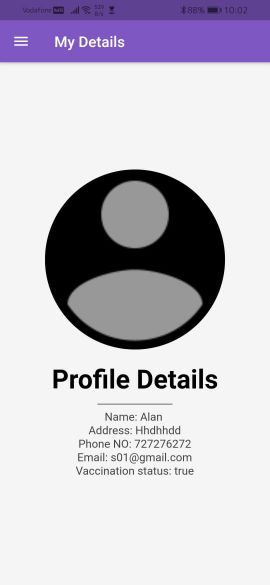 Vodafone 88% 10:02
My Details
Profile Details
Name: Alan
Address: Hhdhhdd
Phone NO: 727276272
Email: s01@gmail.com
Vaccination status: true